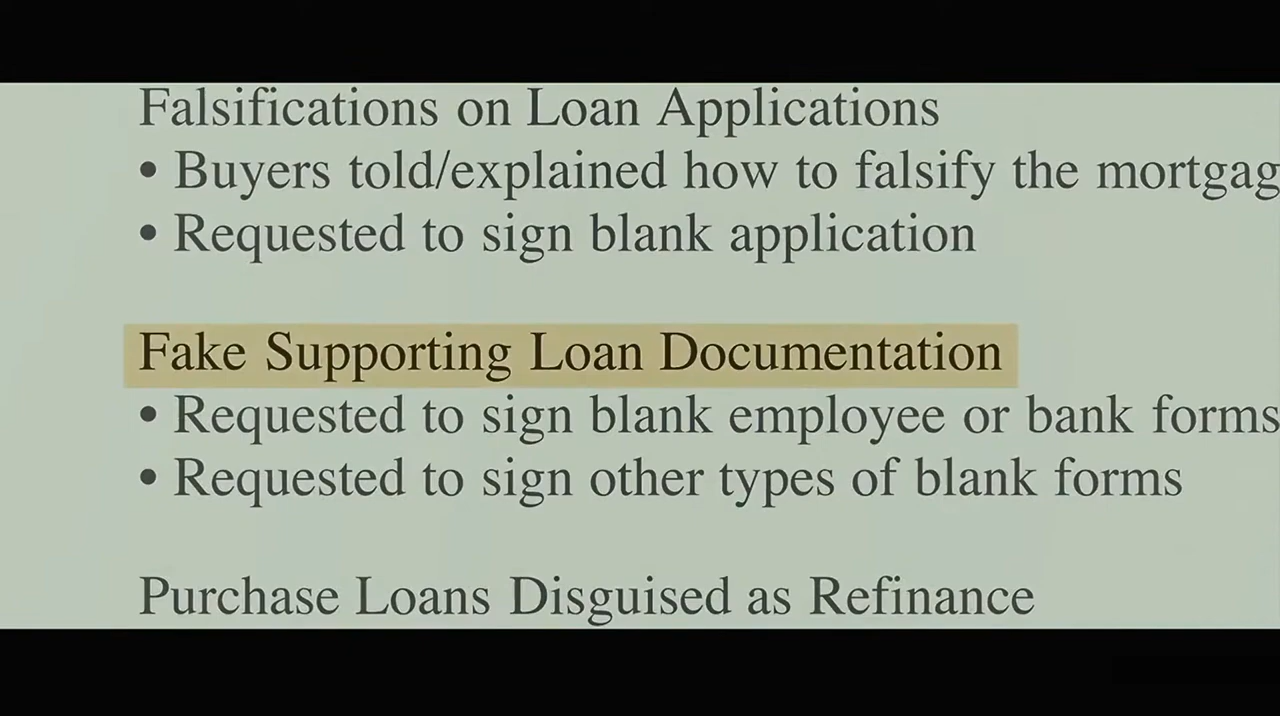 Falsifications on Loan Applications
• Buyers told/explained how to falsify the mortgag
• Requested to sign blank application
Fake Supporting Loan Documentation
• Requested to sign blank employee or bank forms
• Requested to sign other types of blank forms
Purchase Loans Disguised as Refinance